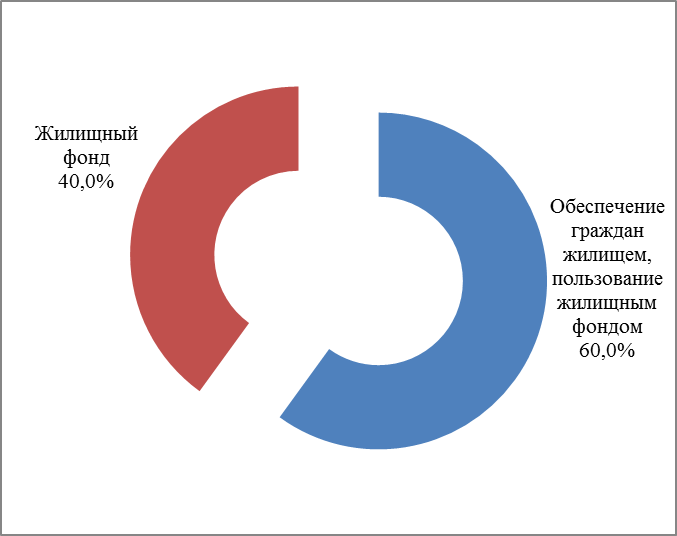 Жилищный
фонд
40,0%
Обеспечение
граждан
жилищем,
пользование
жилищным
фондом
60,0%